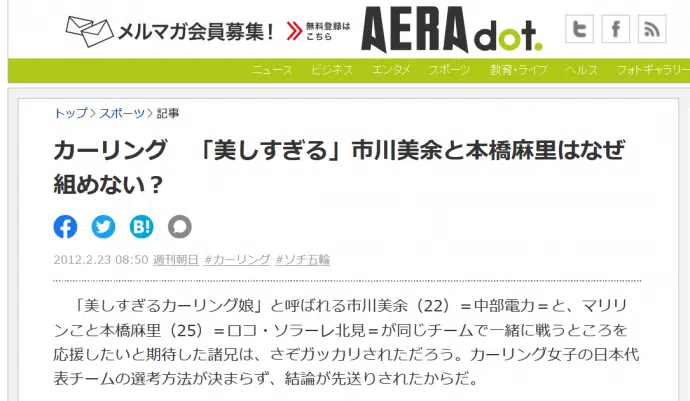 メルマガ会員募集！ 無料登録は こちら AERA dot.
ニュース ビジネス エンタメ スポーツ 教育・ライフ ヘルス フォトギャラリー
トップ > スポーツ > 記事
カーリング　「美しすぎる」市川美余と本橋麻里はなぜ
組めない？
B!
2012.2.23 08:50 週刊朝日 #カーリング #ソチ五輪
「美しすぎるカーリング娘」と呼ばれる市川美余（22）＝中部電力＝と、マリリ
ンこと本橋麻里（25）＝ロコ・ソラーレ北見＝が同じチームで一緒に戦うところを
応援したいと期待した諸兄は、さぞガッカリされただろう。カーリング女子の日本代
表チームの選考方法が決まらず、結論が先送りされたからだ。